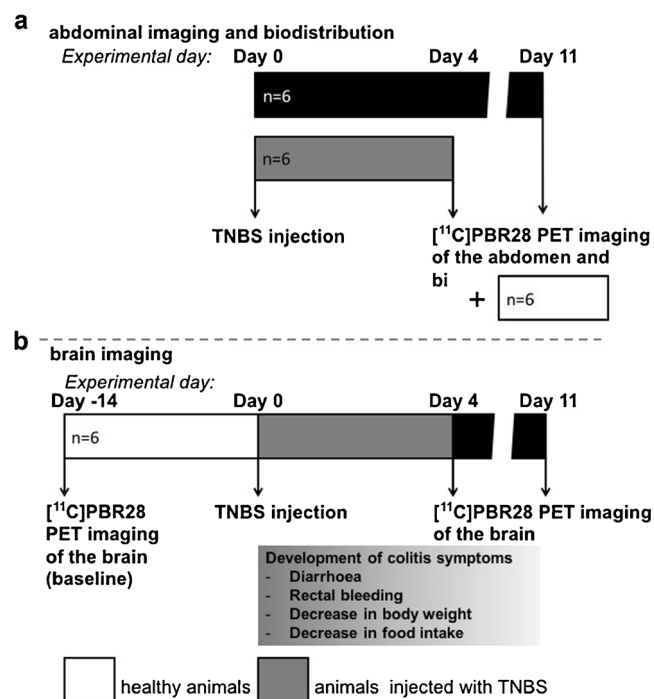 a
abdominal imaging and biodistribution
Experimental day: Day 0 Day 4 Day 11
n=6
n=6
TNBS injection
[¹¹C]PBR28 PET imaging
of the abdomen and
bi
+ n=6
b
brain imaging
Experimental day:
Day -14 Day 0 Day 4 Day 11
n=6
[¹¹C]PBR28
PET imaging
of the brain
(baseline)
TNBS injection
[¹¹C]PBR28 PET imaging
of the brain
Development of colitis symptoms
- Diarrhoea
- Rectal bleeding
- Decrease in body weight
- Decrease in food intake
healthy animals
animals injected with TNBS